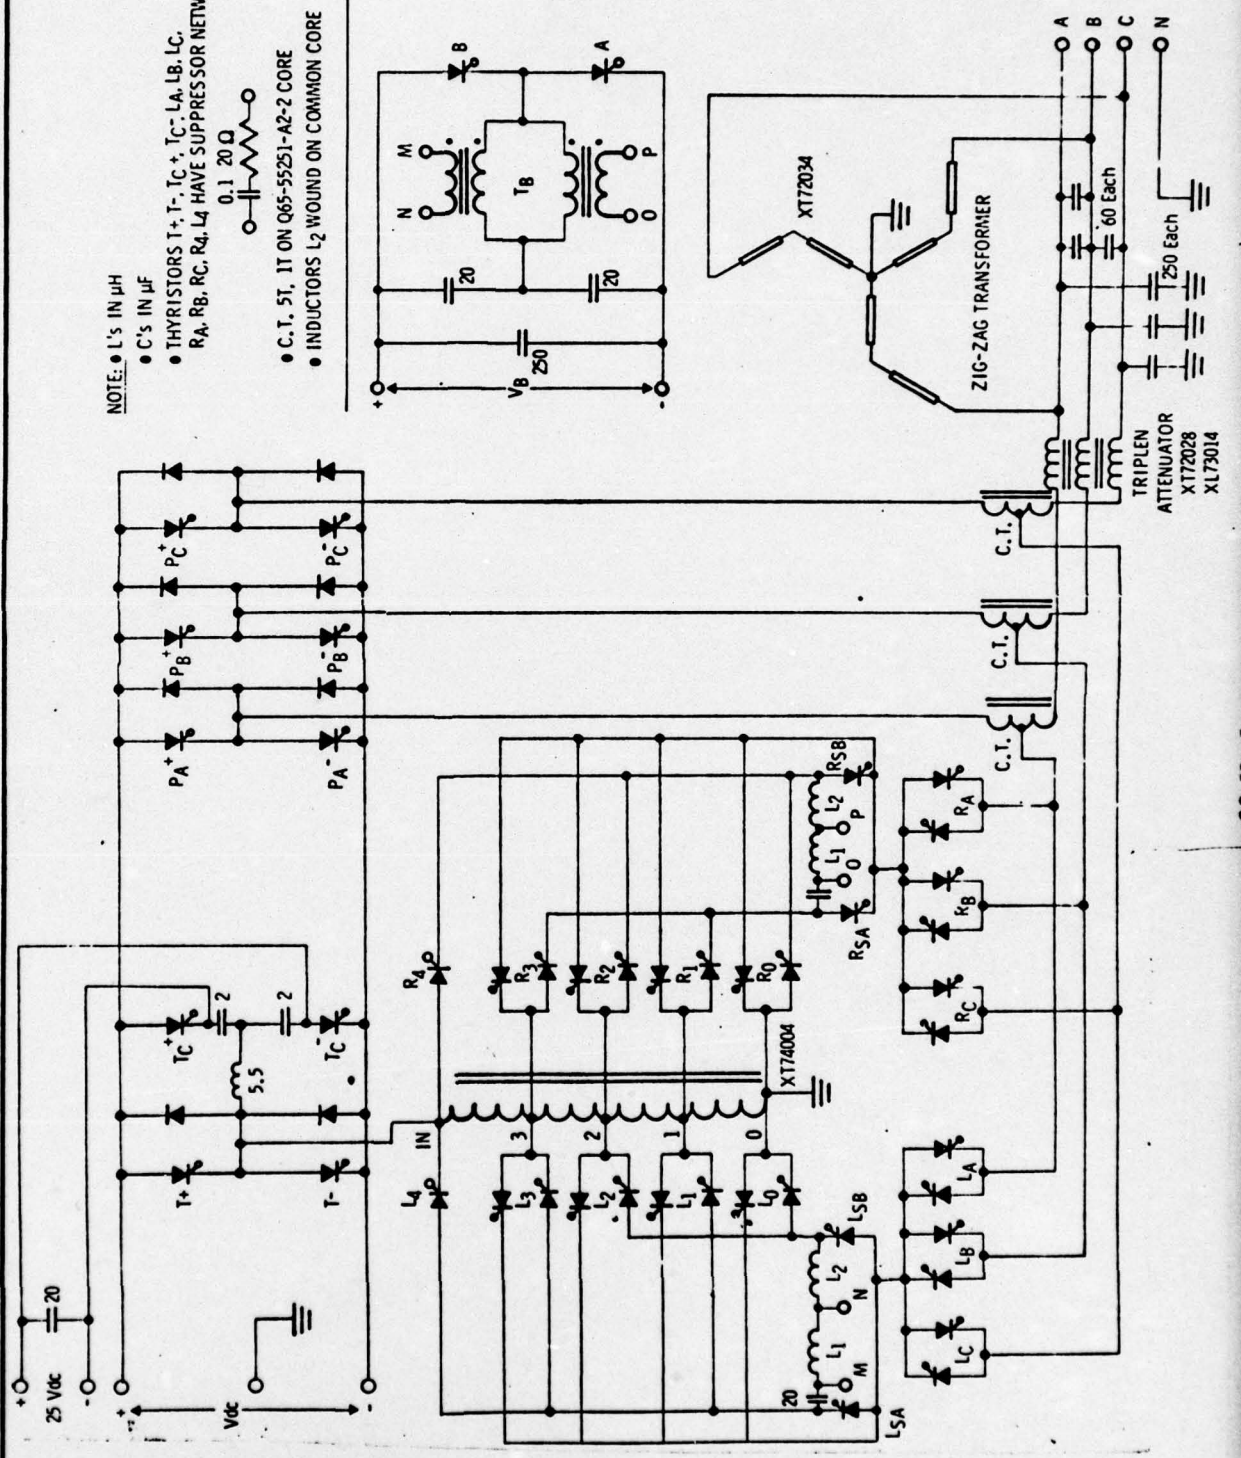 NOTE: • L's IN μH
• C's IN μF
• THYRISTORS T+, T-, TC+, TC-, LA, LB, LC,
RA, RB, RC, R4, L4 HAVE SUPPRESSOR
0.1 20 Ω
• C.T. 5T, 1T ON Q65-55251-A2-2 CORE
• INDUCTORS L2 WOUND ON COMMON CORE
+
VB
-
250
20
20
N
M
TB
O
P
B
A
A
B
C
N
XT72034
ZIG-ZAG TRANSFORMER
60 Each
250 Each
TRIPLEN
ATTENUATOR
XT72028
XL73014
C.T.
C.T.
C.T.
PA+
PB+
PC+
PA-
PB-
PC-
+
25 Vdc
-
20
+
Vdc
-
T+
T-
TC+
TC-
2
2
5.5
IN
3
2
1
0
XT74004
L4
L3
L2
L1
L0
R4
R3
R2
R1
R0
20
L1
L2
M
N
LSA
LSB
L1
L2
O
P
RSA
RSB
LC
LB
LA
RC
RB
RA